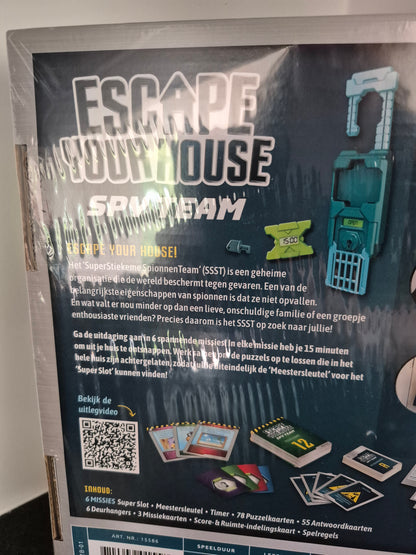 ESCAPE
YOUR HOUSE
SPY TEAM
15:00
ESCAPE YOUR HOUSE!
Het 'SuperStiekeme SpionnenTeam' (SSST) is een geheime
organisatie die de wereld beschermt tegen gevaren. Een van de
belangrijkste eigenschappen van spionnen is dat ze niet opvallen.
En wat valt er nou minder op dan een lieve, onschuldige familie of een groepje
enthousiaste vrienden? Precies daarom is het SSST op zoek naar jullie!
Ga de uitdaging aan in 6 spannende missies! In elke missie heb je 15 minuten
om uit je huis te ontsnappen. Werk samen om de puzzels op te lossen die in het
hele huis zijn achtergelaten, zodat jullie uiteindelijk de 'Meestersleutel' voor het
'Super Slot' kunnen vinden!
Bekijk de
uitlegvideo
12
INHOUD:
6 MISSIES Super Slot • Meestersleutel • Timer • 78 Puzzelkaarten • 55 Antwoordkaarten
6 Deurhangers • 3 Missiekaarten • Score- & Ruimte-indelingskaart • Spelregels
ART. NR.: 15586
SPEELDUUR